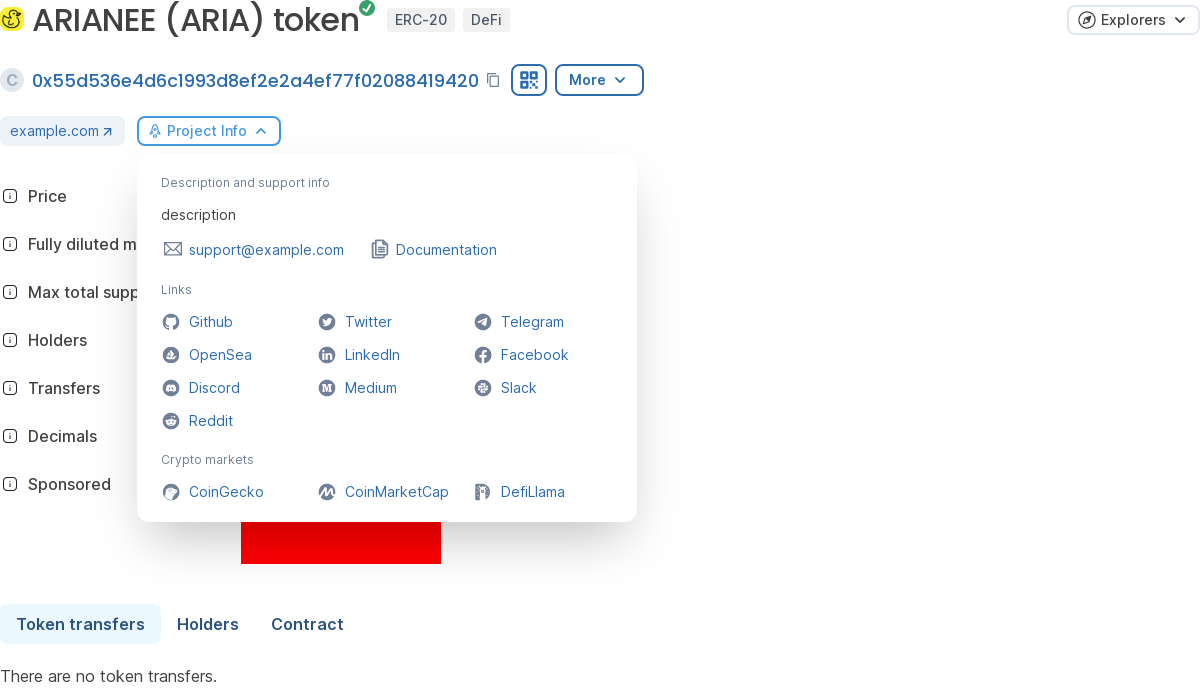 ARIANEE (ARIA) token ERC-20 DeFi Explorers
C 0x55d536e4d6c1993d8ef2e2a4ef77f02088419420 More
example.com Project Info
Description and support info
description
support@example.com Documentation
Links
Github Twitter Telegram
OpenSea LinkedIn Facebook
Discord Medium Slack
Reddit
Crypto markets
CoinGecko CoinMarketCap DefiLlama
Price
Fully diluted m
Max total supp
Holders
Transfers
Decimals
Sponsored
Token transfers Holders Contract
There are no token transfers.